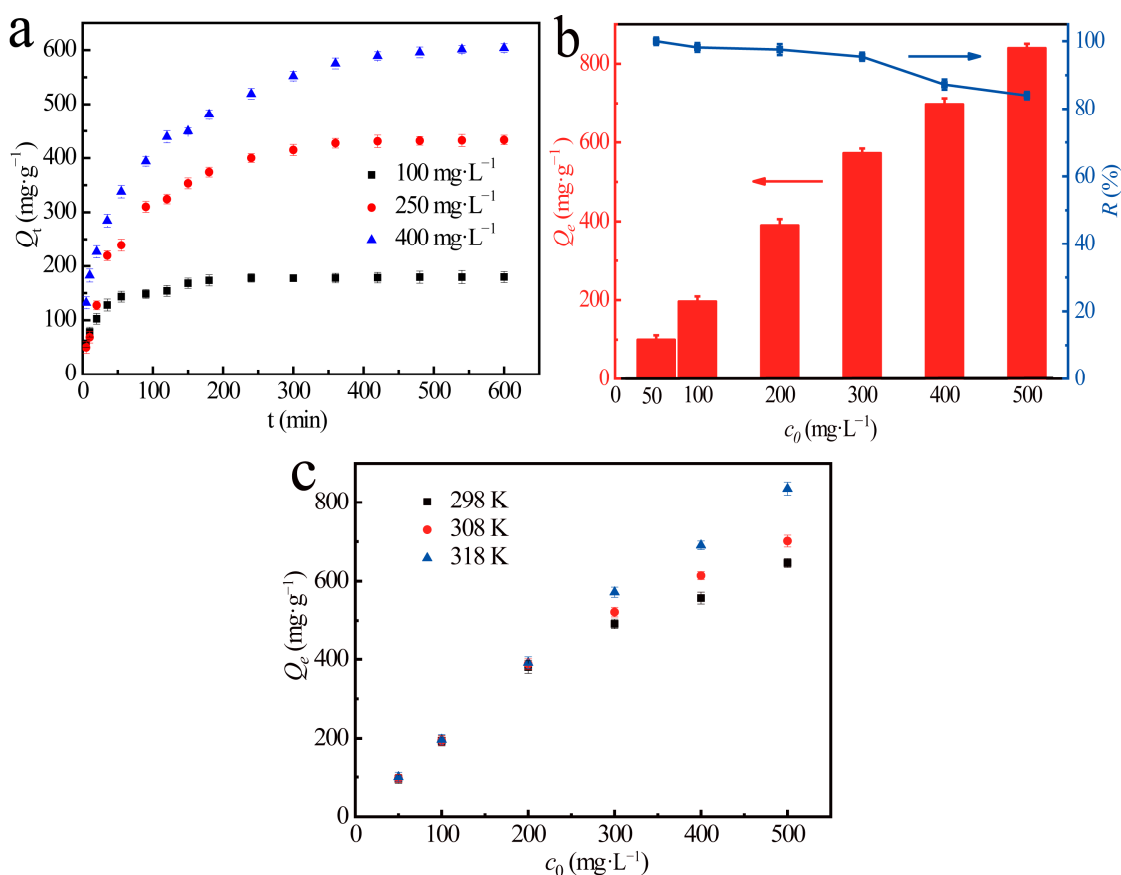 a
600
500
400
300
200
100
0
Qt (mg·g⁻¹)
100 mg·L⁻¹
250 mg·L⁻¹
400 mg·L⁻¹
0 100 200 300 400 500 600
t (min)
b
800
600
400
200
0
Qe (mg·g⁻¹)
100
80
60
40
20
0
R (%)
0 50 100 200 300 400 500
c₀ (mg·L⁻¹)
c
800
600
400
200
0
Qe (mg·g⁻¹)
298 K
308 K
318 K
0 100 200 300 400 500
c₀ (mg·L⁻¹)